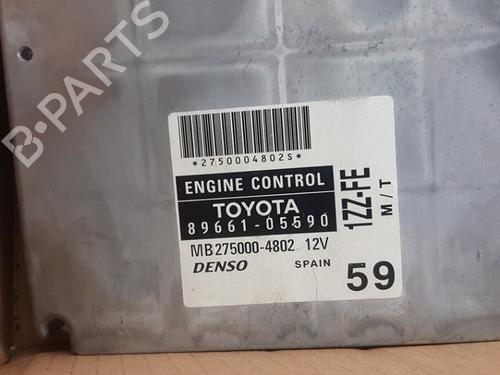 B-PARTS
*2750004802S*
ENGINE CONTROL
TOYOTA
89661-05590
MB275000-4802 12V
DENSO SPAIN
1ZZ-FE
M/T
59